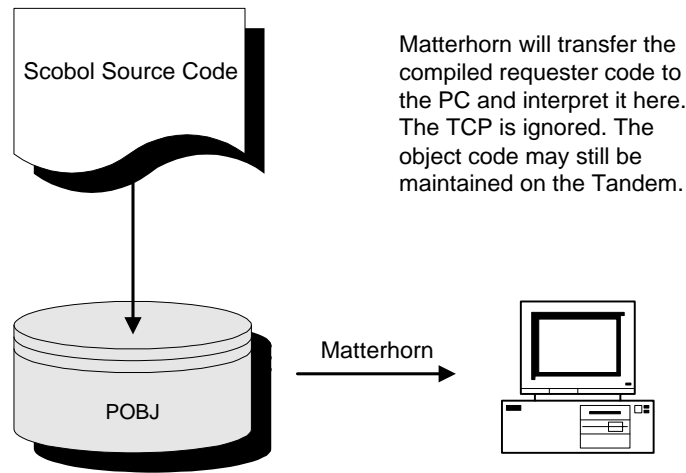 Scobol Source Code
Matterhorn will transfer the
compiled requester code to
the PC and interpret it here.
The TCP is ignored. The
object code may still be
maintained on the Tandem.
Matterhorn
POBJ